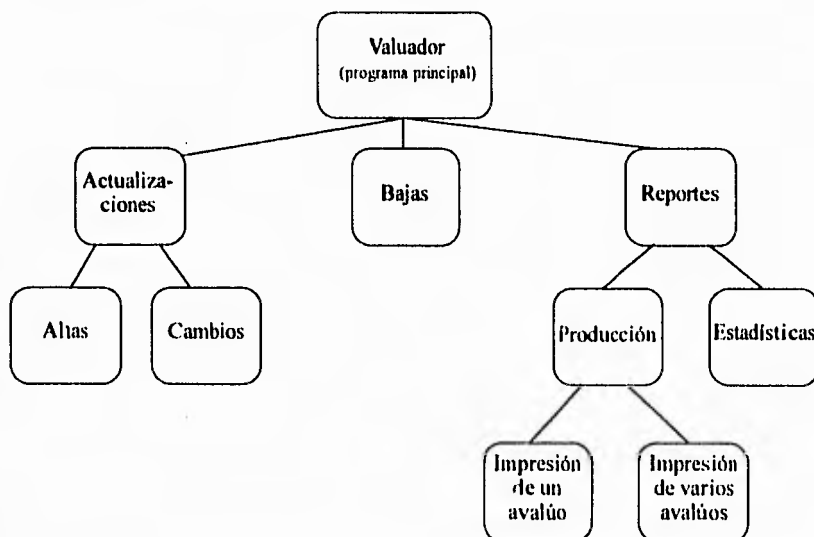 Valuador
(programa principal)
Actualiza-
ciones
Bajas
Reportes
Altas
Cambios
Producción
Estadísticas
Impresión
de un
avalúo
Impresión
de varios
avalúos